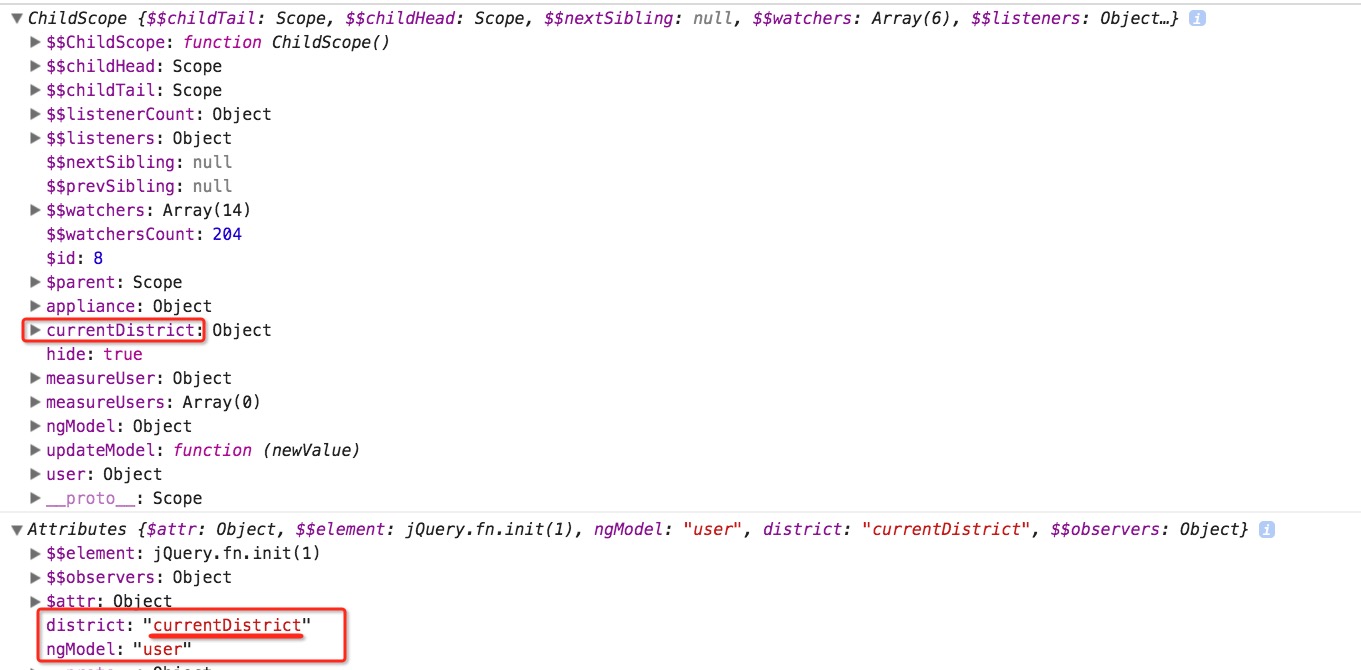 ChildScope {$$childTail: Scope, $$childHead: Scope, $$nextSibling: null, $$watchers: Array(6), $$listeners: Object…}
$$ChildScope: function ChildScope()
$$childHead: Scope
$$childTail: Scope
$$listenerCount: Object
$$listeners: Object
$$nextSibling: null
$$prevSibling: null
$$watchers: Array(14)
$$watchersCount: 204
$id: 8
$parent: Scope
appliance: Object
currentDistrict: Object
hide: true
measureUser: Object
measureUsers: Array(0)
ngModel: Object
updateModel: function (newValue)
user: Object
__proto__: Scope
Attributes {$attr: Object, $$element: jQuery.fn.init(1), ngModel: "user", district: "currentDistrict", $$observers: Object}
$$element: jQuery.fn.init(1)
$$observers: Object
$attr: Object
district: "currentDistrict"
ngModel: "user"